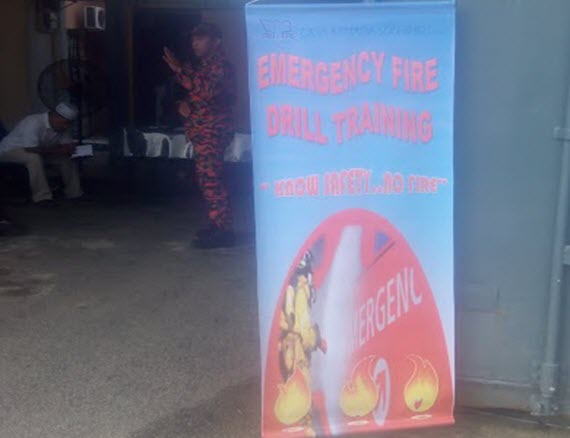 EMERGENCY FIRE
DRILL TRAINING
" KNOW SAFETY...NO FIRE"
EMERGENC